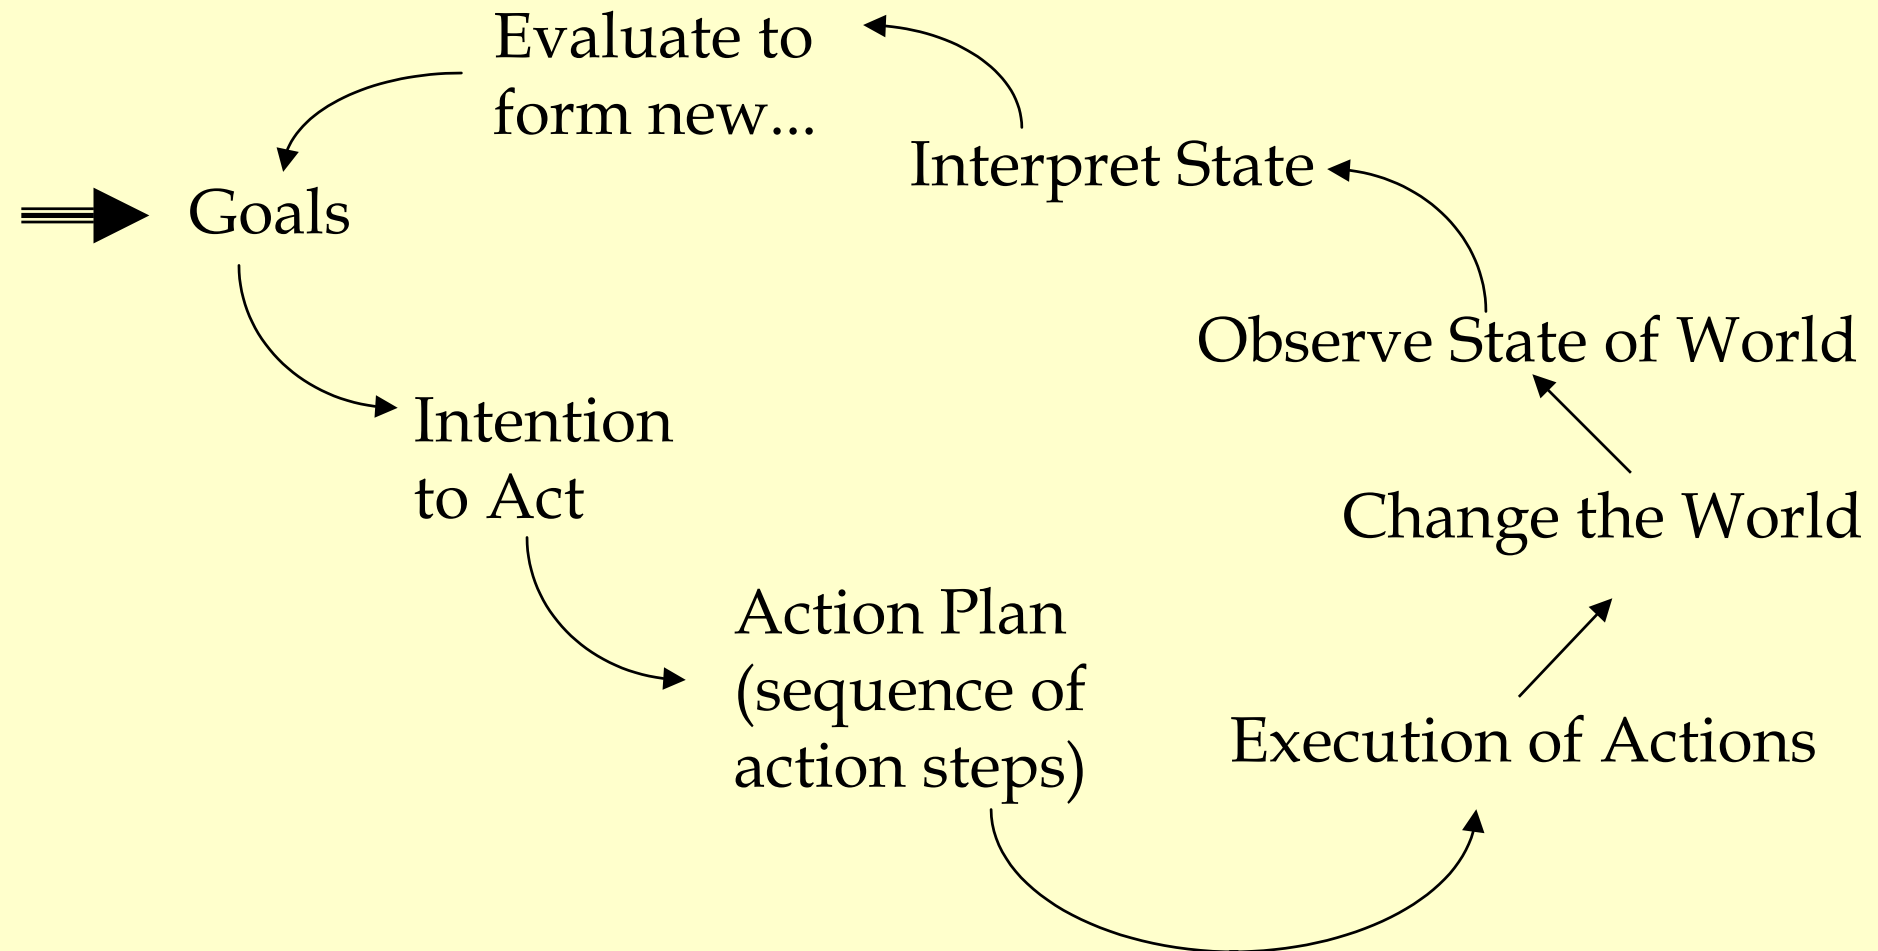 Evaluate to
form new...
Interpret State
Goals
Observe State of World
Intention
to Act
Change the World
Action Plan
(sequence of
action steps)
Execution of Actions